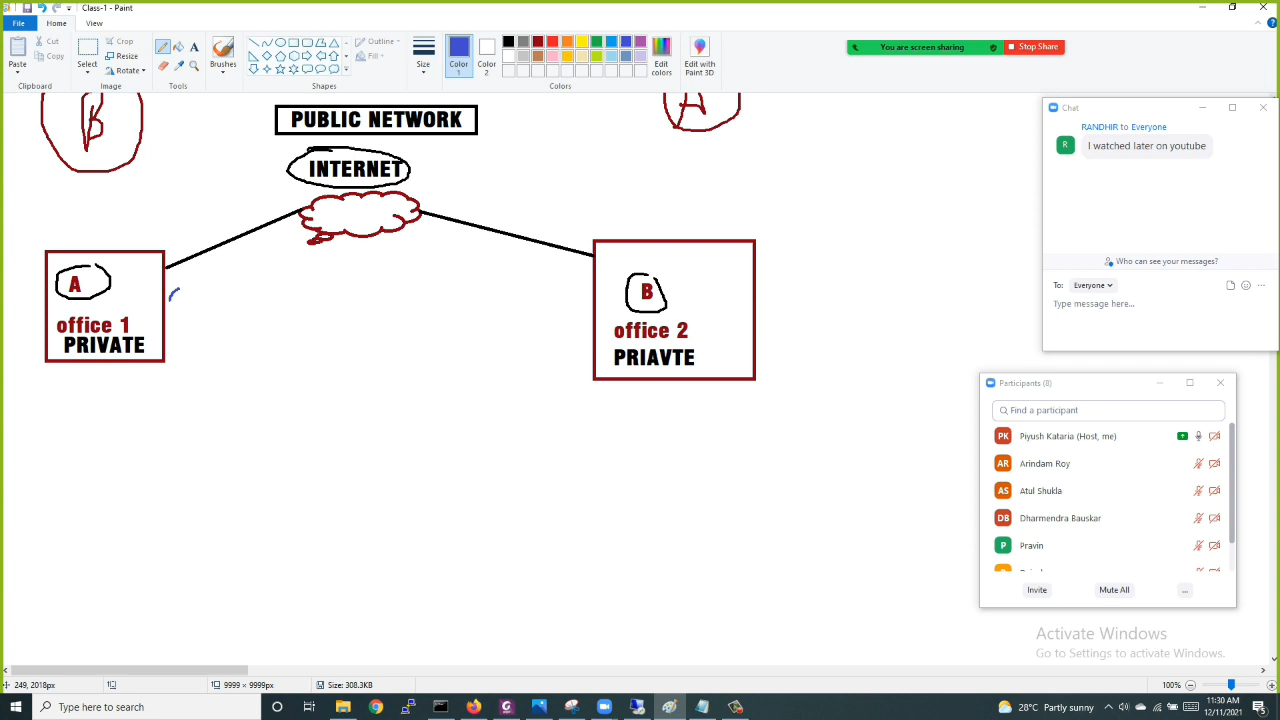 Class-1 - Paint
File
Home
View
Paste
Cut
Copy
Clipboard
Select
Crop
Resize
Rotate
Image
A
Tools
Brushes
Outline
Fill
Shapes
Size
Color
1
Color
2
Edit
colors
Edit with
Paint 3D
Colors
You are screen sharing
Stop Share
B
PUBLIC NETWORK
A
INTERNET
A
office 1
PRIVATE
B
office 2
PRIAVTE
Chat
RANDHIR to Everyone
R
I watched later on youtube
Who can see your messages?
To: Everyone
Type message here...
Participants (8)
Find a participant
PK Piyush Kataria (Host, me)
AR Arindam Roy
AS Atul Shukla
DB Dharmendra Bauskar
P Pravin
Invite
Mute All
...
Activate Windows
Go to Settings to activate Windows.
249, 2018px
9999 × 9999px
Size: 308.3KB
100%
Type here to search
28°C Partly sunny
ENG
11:30 AM
12/11/2021